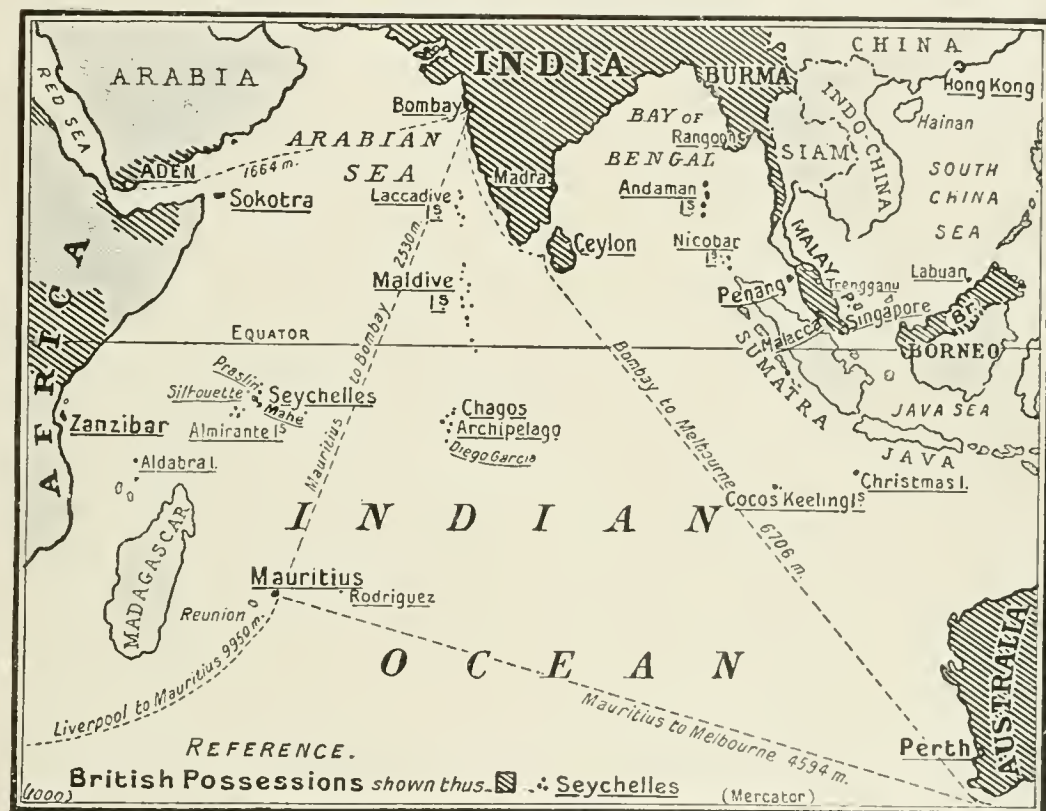 CHINA
ARABIA
INDIA
BURMA
Hong Kong
RED SEA
Bombay
BAY OF
BENGAL
Rangoon
INDO-CHINA
Hainan
ARABIAN
SEA
ADEN
1664 m.
SIAM
SOUTH
CHINA
SEA
Sokotra
Laccadive
Is
Madra
Andaman
Is
Ceylon
Nicobar
Is
MALAY P.
Labuan
Maldive
Is
Penang
Trengganu
Singapore
Malacca
Br.
BORNEO
EQUATOR
SUMATRA
AFRICA
Praslin
Silhouette
Seychelles
Mahe
Almirante Is
Zanzibar
Chagos
Archipelago
Diego Garcia
JAVA SEA
JAVA
Aldabra I.
Christmas I.
Cocos Keeling Is
Mauritius to Bombay 2530 m.
Bombay to Melbourne 6706 m.
INDIAN
MADAGASCAR
Mauritius
Rodriguez
Reunion
OCEAN
AUSTRALIA
Liverpool to Mauritius 9950 m.
Mauritius to Melbourne 4594 m.
Perth
REFERENCE.
British Possessions shown thus Seychelles
(1000)
(Mercator)